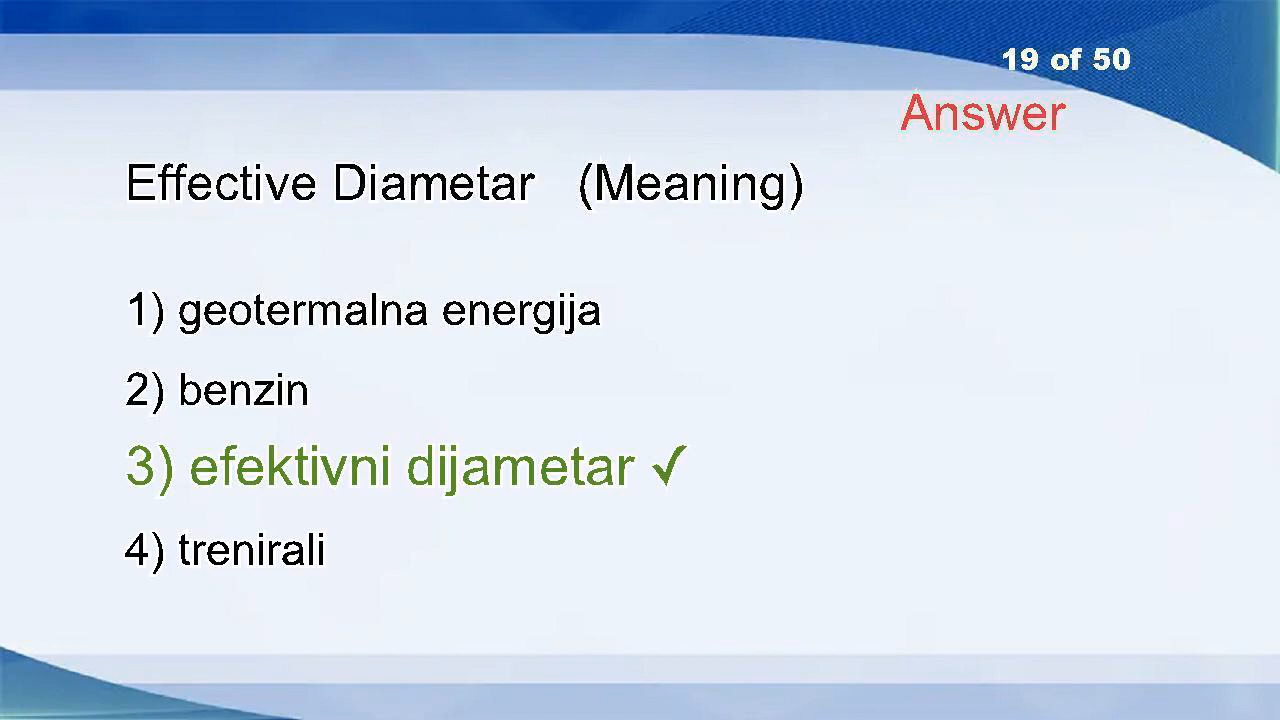 19 of 50
Answer
Effective Diametar (Meaning)
1) geotermalna energija
2) benzin
3) efektivni dijametar ✓
4) trenirali